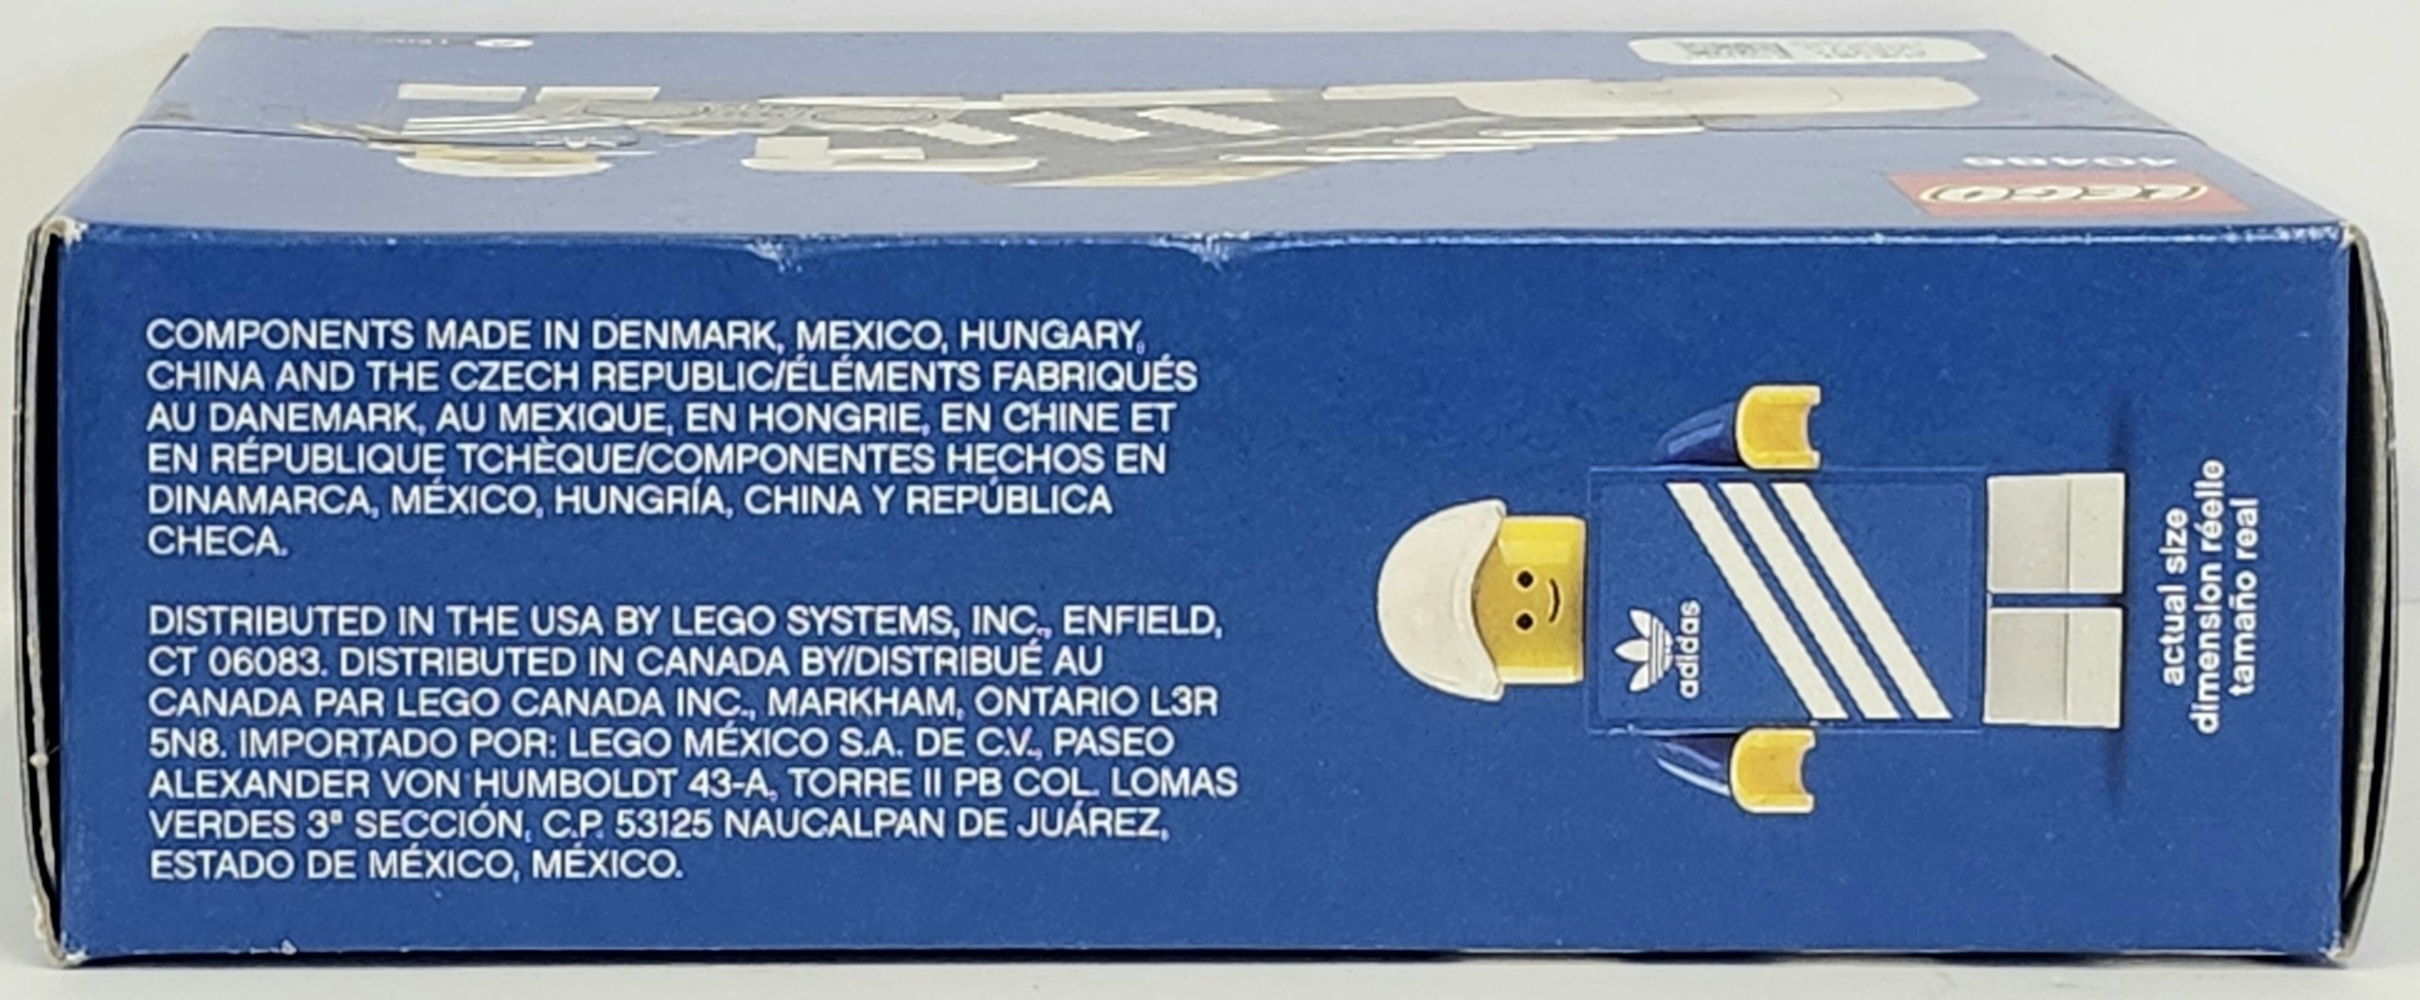 40486
LEGO
COMPONENTS MADE IN DENMARK, MEXICO, HUNGARY,
CHINA AND THE CZECH REPUBLIC/ÉLÉMENTS FABRIQUÉS
AU DANEMARK, AU MEXIQUE, EN HONGRIE, EN CHINE ET
EN RÉPUBLIQUE TCHÈQUE/COMPONENTES HECHOS EN
DINAMARCA, MÉXICO, HUNGRÍA, CHINA Y REPÚBLICA
CHECA.
DISTRIBUTED IN THE USA BY LEGO SYSTEMS, INC., ENFIELD,
CT 06083. DISTRIBUTED IN CANADA BY/DISTRIBUÉ AU
CANADA PAR LEGO CANADA INC., MARKHAM, ONTARIO L3R
5N8. IMPORTADO POR: LEGO MÉXICO S.A. DE C.V., PASEO
ALEXANDER VON HUMBOLDT 43-A, TORRE II PB COL. LOMAS
VERDES 3ª SECCIÓN, C.P. 53125 NAUCALPAN DE JUÁREZ,
ESTADO DE MÉXICO, MÉXICO.
adidas
actual size
dimension réelle
tamaño real